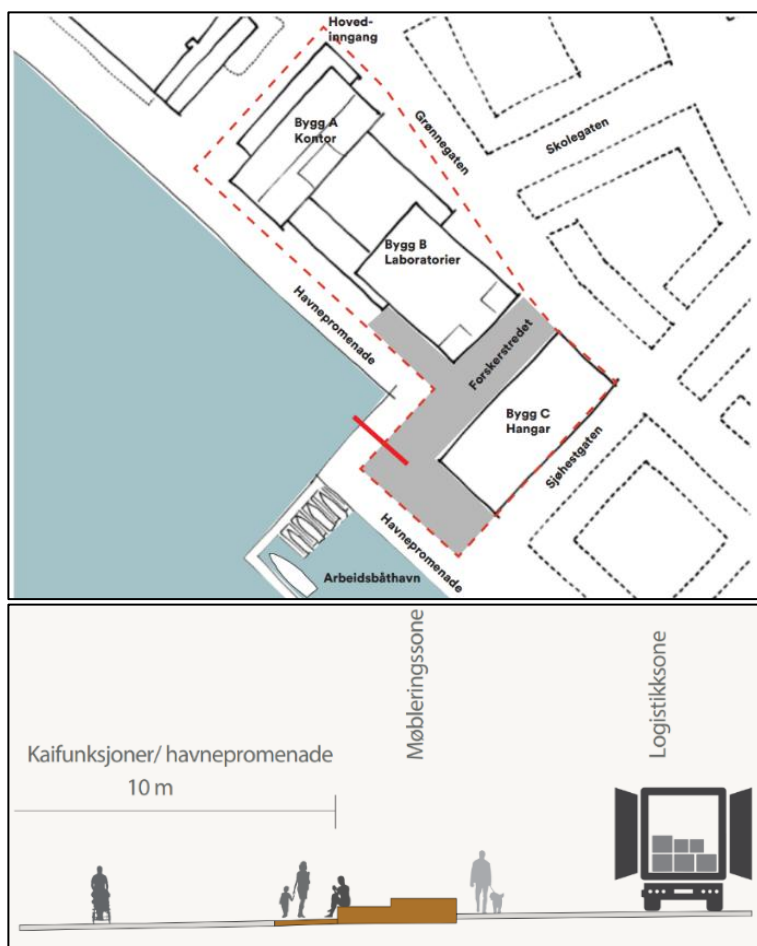 Hoved-
inngang
Bygg A
Kontor
Grønnegaten
Skolegaten
Bygg B
Laboratorier
Havnepromenade
Forskerstredet
Bygg C
Hangar
Sjøhestgaten
Havnepromenade
Arbeidsbåthavn
Kaifunksjoner/ havnepromenade
10 m
Møbleringssone
Logistikksone